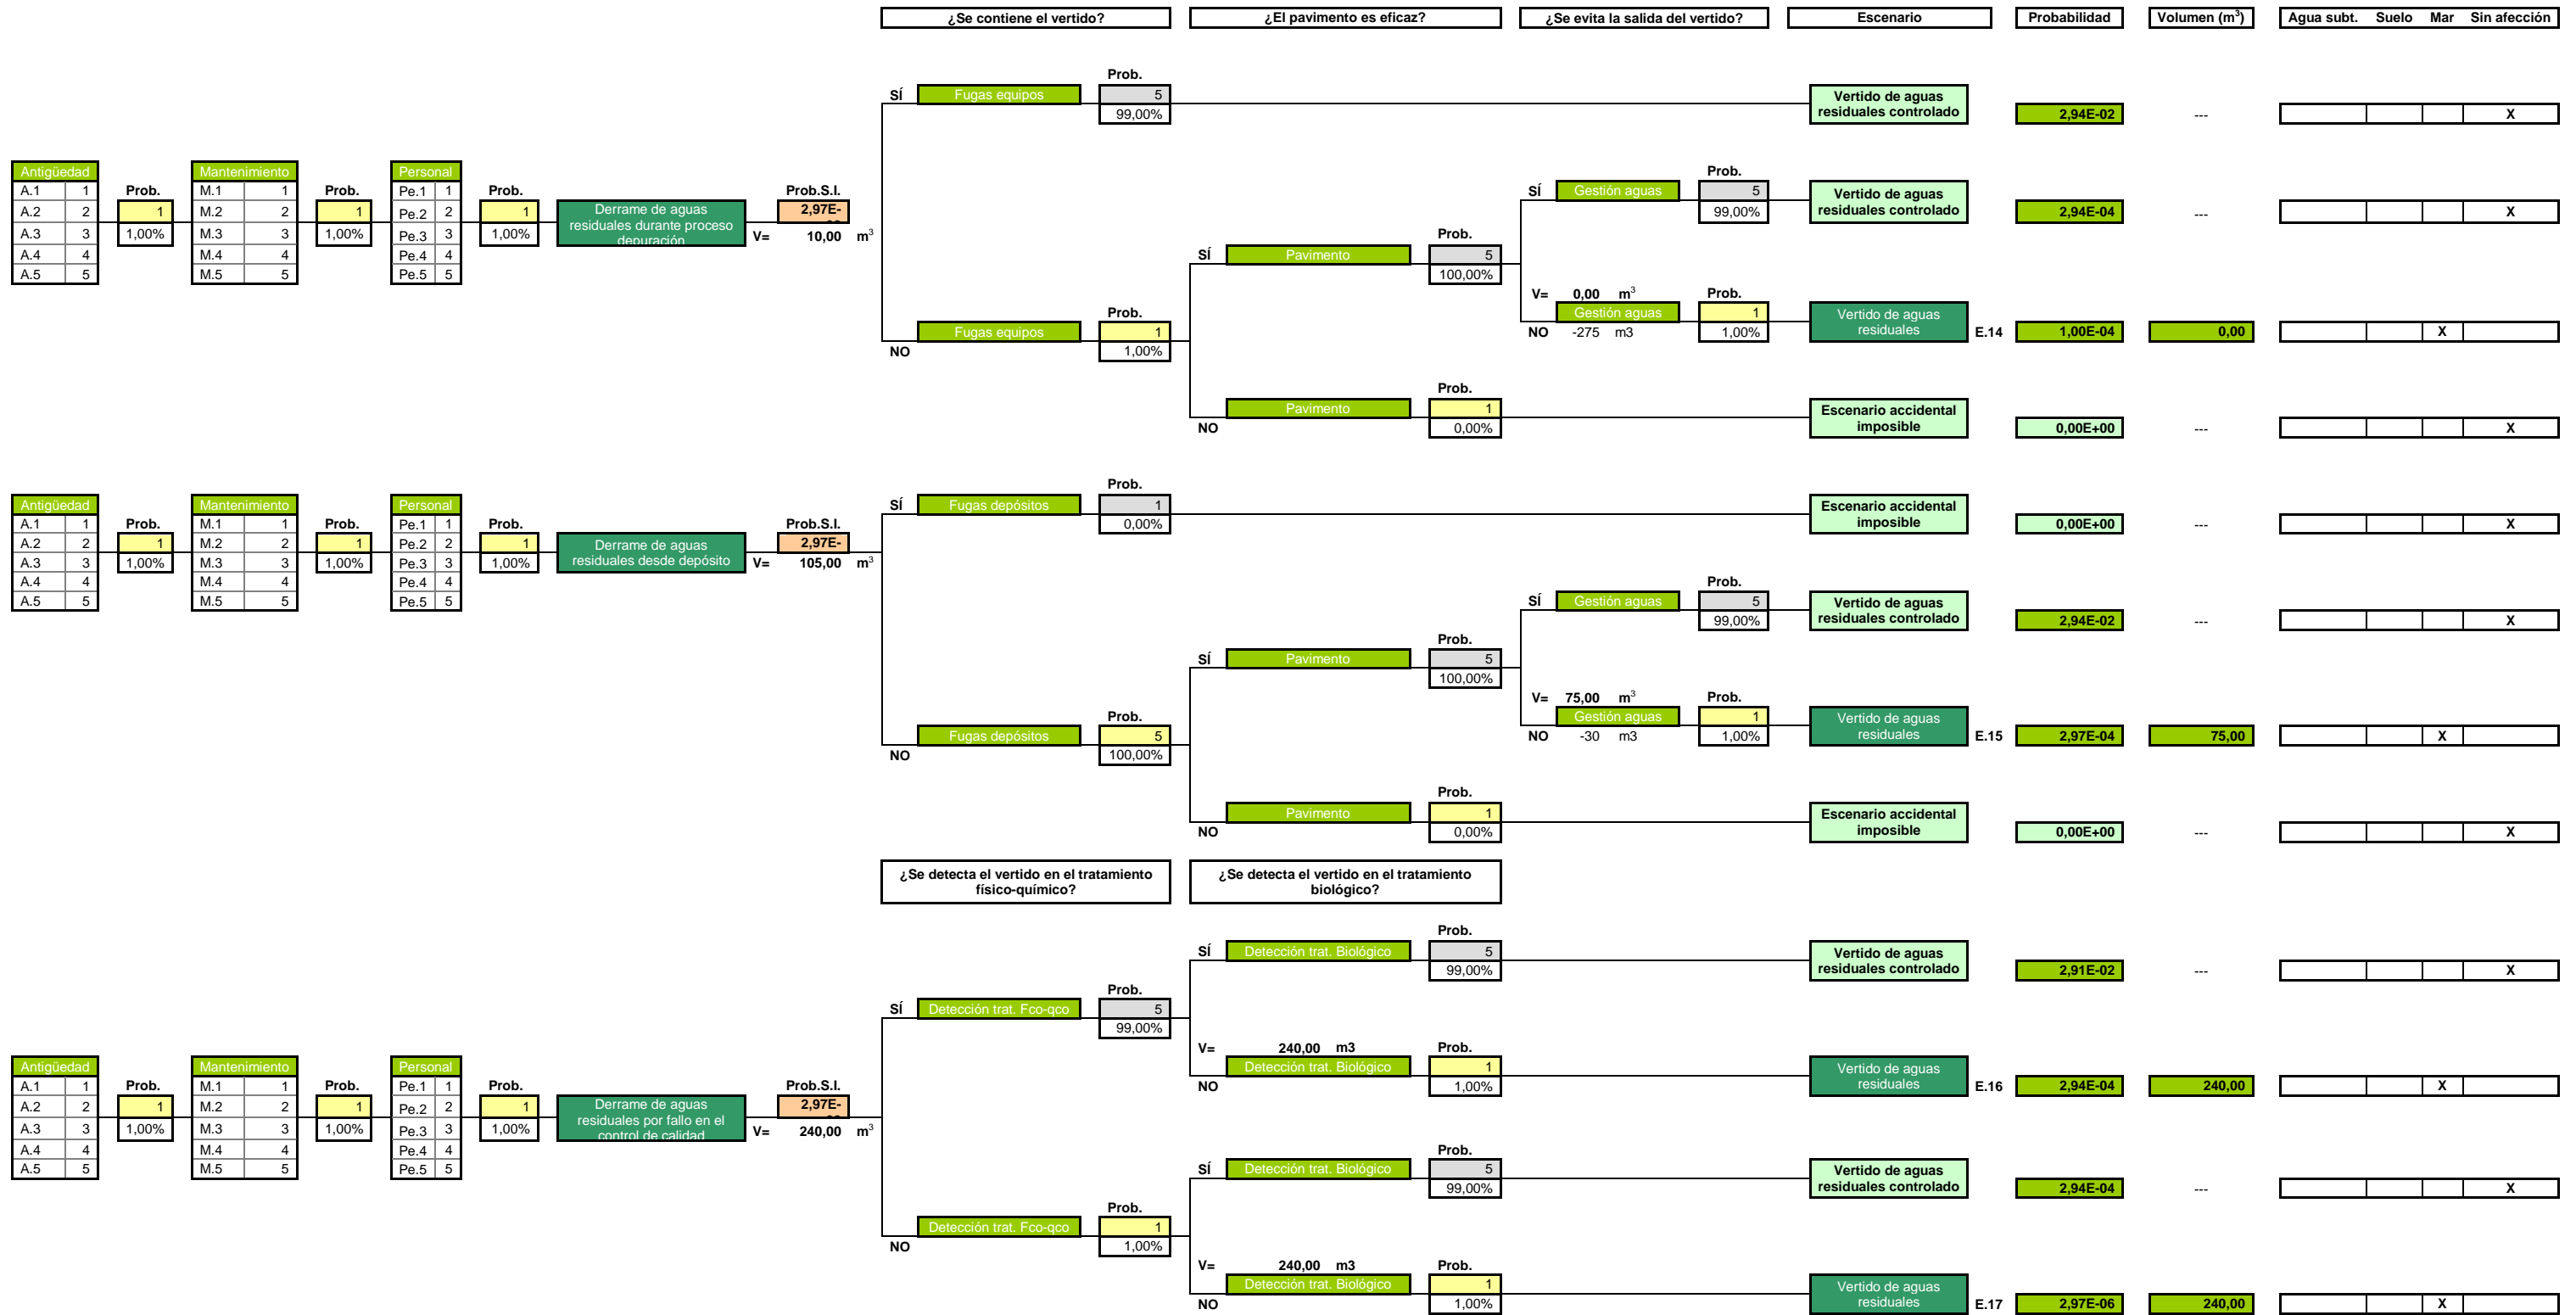 ¿Se contiene el vertido? ¿El pavimento es eficaz? ¿Se evita la salida del vertido? Escenario Probabilidad Volumen (m³) Agua subt. Suelo Mar Sin afección
Prob.
SÍ Fugas equipos 5
99,00%
Vertido de aguas
residuales controlado
2,94E-02 --- X
Antigüedad Mantenimiento Personal
A.1 1 Prob. M.1 1 Prob. Pe.1 1 Prob. Prob.S.I.
A.2 2 1 M.2 2 1 Pe.2 2 1 2,97E-
A.3 3 1,00% M.3 3 1,00% Pe.3 3 1,00% V= 10,00 m³
A.4 4 M.4 4 Pe.4 4
A.5 5 M.5 5 Pe.5 5
Derrame de aguas
residuales durante proceso
depuración
Prob.
SÍ Gestión aguas 5
99,00%
Vertido de aguas
residuales controlado
2,94E-04 --- X
Prob.
SÍ Pavimento 5
100,00%
V= 0,00 m³ Prob.
Gestión aguas 1
NO -275 m3 1,00%
Vertido de aguas
residuales
E.14 1,00E-04 0,00 X
Prob.
Fugas equipos 1
NO 1,00%
Prob.
Pavimento 1
NO 0,00%
Escenario accidental
imposible
0,00E+00 --- X
Prob.
SÍ Fugas depósitos 1
0,00%
Escenario accidental
imposible
0,00E+00 --- X
Antigüedad Mantenimiento Personal
A.1 1 Prob. M.1 1 Prob. Pe.1 1 Prob. Prob.S.I.
A.2 2 1 M.2 2 1 Pe.2 2 1 2,97E-
A.3 3 1,00% M.3 3 1,00% Pe.3 3 1,00% V= 105,00 m³
A.4 4 M.4 4 Pe.4 4
A.5 5 M.5 5 Pe.5 5
Derrame de aguas
residuales desde depósito
Prob.
SÍ Gestión aguas 5
99,00%
Vertido de aguas
residuales controlado
2,94E-02 --- X
Prob.
SÍ Pavimento 5
100,00%
V= 75,00 m³ Prob.
Gestión aguas 1
NO -30 m3 1,00%
Vertido de aguas
residuales
E.15 2,97E-04 75,00 X
Prob.
Fugas depósitos 5
NO 100,00%
Prob.
Pavimento 1
NO 0,00%
Escenario accidental
imposible
0,00E+00 --- X
¿Se detecta el vertido en el tratamiento
físico-químico?
¿Se detecta el vertido en el tratamiento
biológico?
Prob.
SÍ Detección trat. Biológico 5
99,00%
Vertido de aguas
residuales controlado
2,91E-02 --- X
Prob.
SÍ Detección trat. Fco-qco 5
99,00%
V= 240,00 m3 Prob.
Detección trat. Biológico 1
NO 1,00%
Vertido de aguas
residuales
E.16 2,94E-04 240,00 X
Antigüedad Mantenimiento Personal
A.1 1 Prob. M.1 1 Prob. Pe.1 1 Prob. Prob.S.I.
A.2 2 1 M.2 2 1 Pe.2 2 1 2,97E-
A.3 3 1,00% M.3 3 1,00% Pe.3 3 1,00% V= 240,00 m³
A.4 4 M.4 4 Pe.4 4
A.5 5 M.5 5 Pe.5 5
Derrame de aguas
residuales por fallo en el
control de calidad
Prob.
SÍ Detección trat. Biológico 5
99,00%
Vertido de aguas
residuales controlado
2,94E-04 --- X
Prob.
Detección trat. Fco-qco 1
NO 1,00%
V= 240,00 m3 Prob.
Detección trat. Biológico 1
NO 1,00%
Vertido de aguas
residuales
E.17 2,97E-06 240,00 X